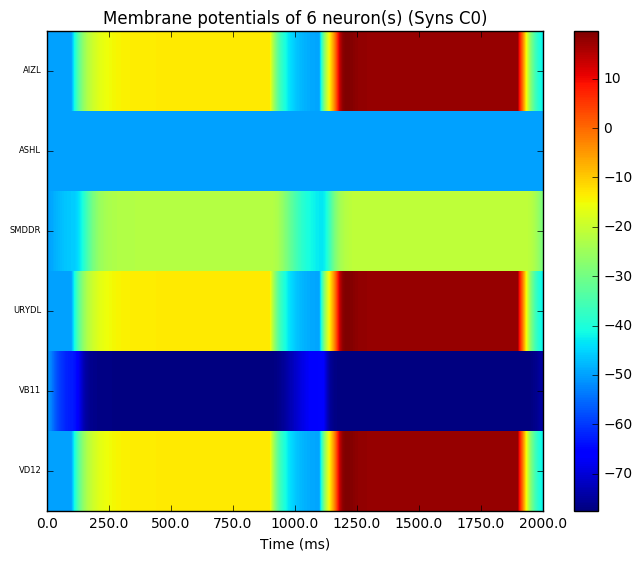 Membrane potentials of 6 neuron(s) (Syns C0)
AIZL
ASHL
SMDDR
URYDL
VB11
VD12
0.0 250.0 500.0 750.0 1000.0 1250.0 1500.0 1750.0 2000.0
Time (ms)
10
0
−10
−20
−30
−40
−50
−60
−70